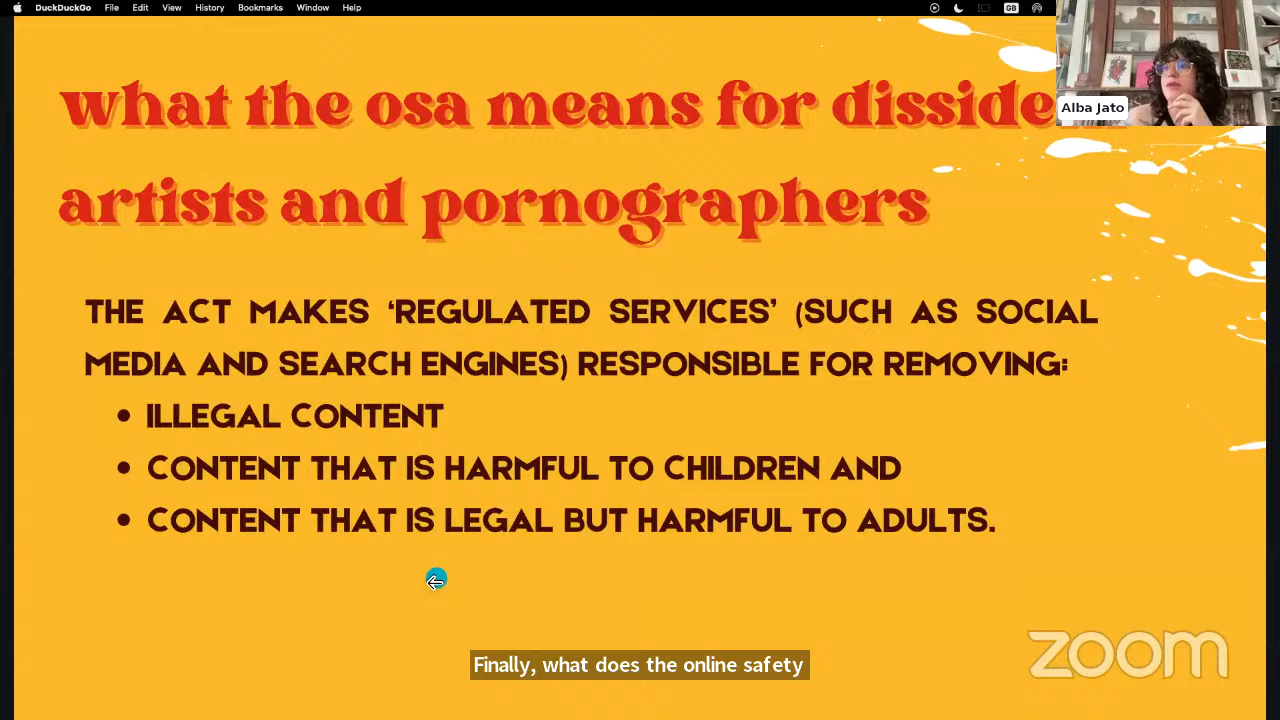 DuckDuckGo File Edit View History Bookmarks Window Help GB
what the osa means for disside
Alba Jato
artists and pornographers
THE ACT MAKES ‘REGULATED SERVICES’ (SUCH AS SOCIAL
MEDIA AND SEARCH ENGINES) RESPONSIBLE FOR REMOVING:
• ILLEGAL CONTENT
• CONTENT THAT IS HARMFUL TO CHILDREN AND
• CONTENT THAT IS LEGAL BUT HARMFUL TO ADULTS.
Finally, what does the online safety
zoom